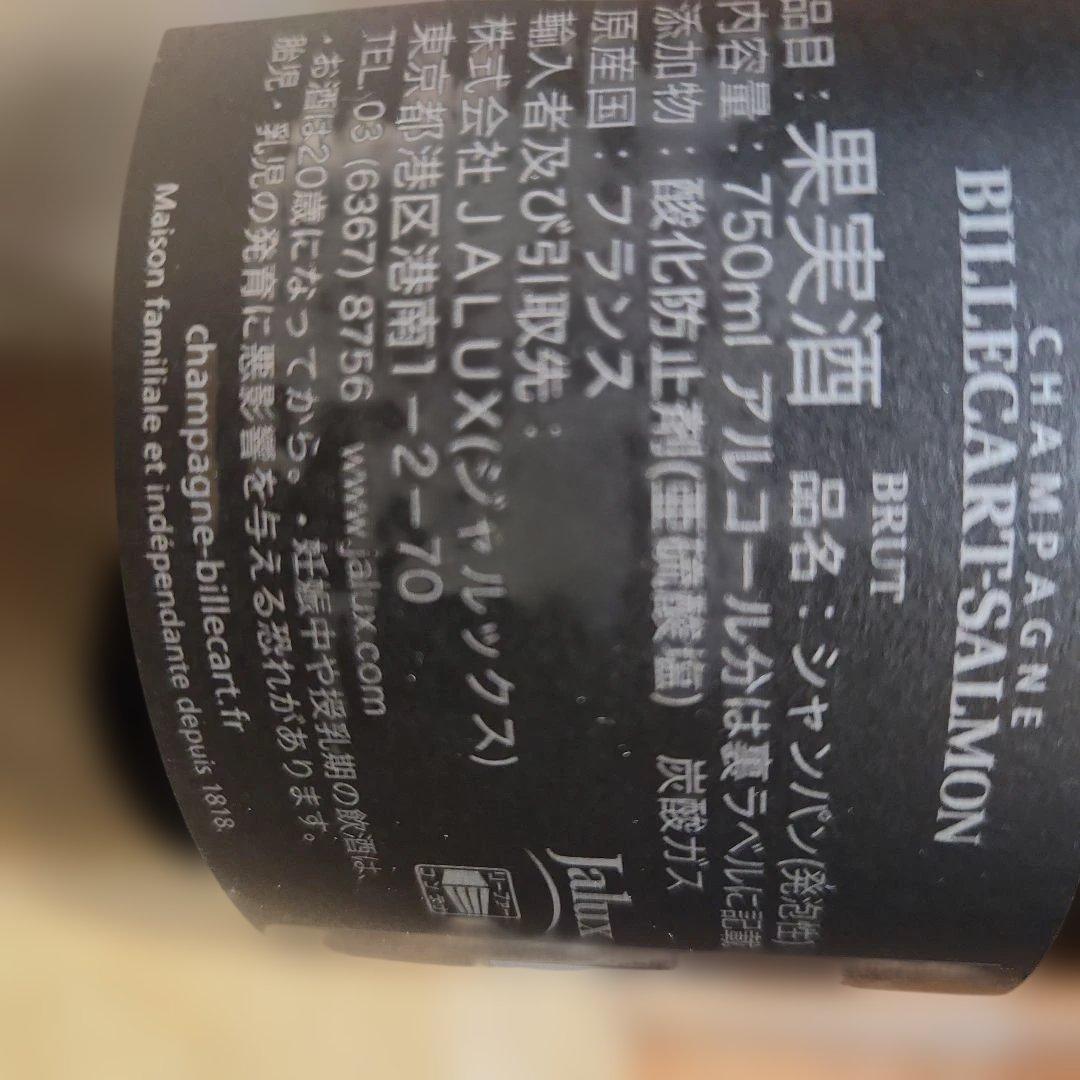 CHAMPAGNE
BILLECART-SALMON
BRUT
品目：果実酒 品名：シャンパン(発泡性)
内容量：750ml アルコール分は裏ラベルに記載
添加物：酸化防止剤(亜硫酸塩) 炭酸ガス
原産国：フランス
輸入者及び引取先：
株式会社JALUX(ジャルックス)
東京都港区港南1-2-70
TEL 03 (6367) 8756 www.jalux.com
・お酒は20歳になってから。・妊娠中や授乳期の飲酒は、
胎児・乳児の発育に悪影響を与える恐れがあります。
Jalux
リーファー
champagne-billecart.fr
Maison familiale et indépendante depuis 1818.